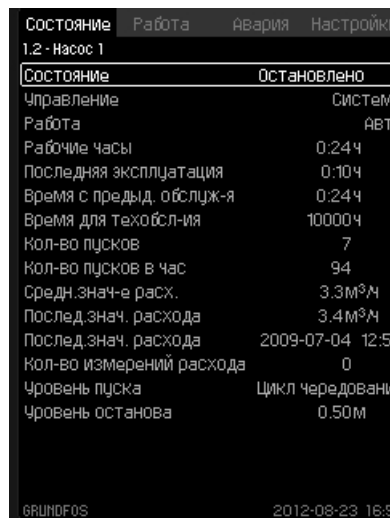 Состояние Работа Авария Настройк
1.2 - Насос 1
Состояние Остановлено
Управление Систем
Работа Авт
Рабочие часы 0:24ч
Последняя эксплуатация 0:10ч
Время с предыд. обслуж-я 0:24ч
Время для техобсл-ия 10000ч
Кол-во пусков 7
Кол-во пусков в час 94
Средн.знач-е расх. 3.3м³/ч
Послед.знач. расхода 3.4м³/ч
Послед.знач. расхода 2009-07-04 12:5
Кол-во измерений расхода 0
Уровень пуска Цикл чередовани
Уровень останова 0.50м
GRUNDFOS 2012-08-23 16: